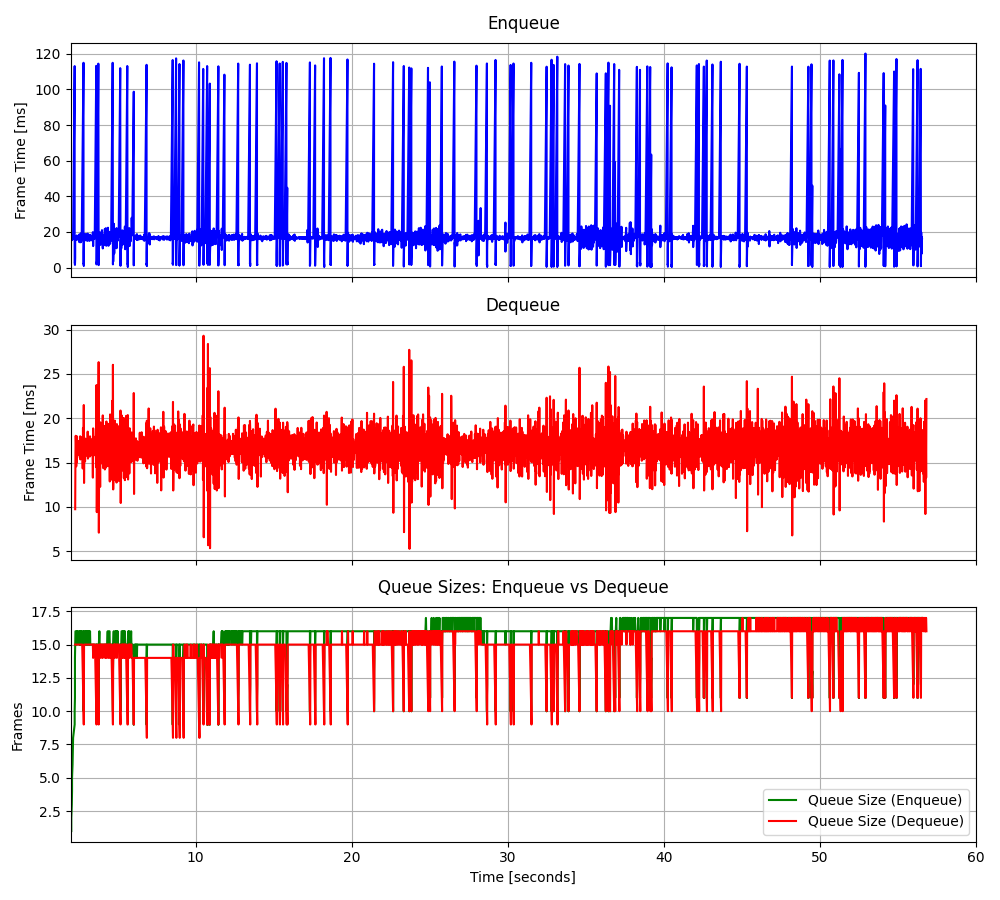 Enqueue
Frame Time [ms]
120
100
80
60
40
20
0
Dequeue
Frame Time [ms]
30
25
20
15
10
5
Queue Sizes: Enqueue vs Dequeue
Frames
17.5
15.0
12.5
10.0
7.5
5.0
2.5
Queue Size (Enqueue)
Queue Size (Dequeue)
10 20 30 40 50 60
Time [seconds]